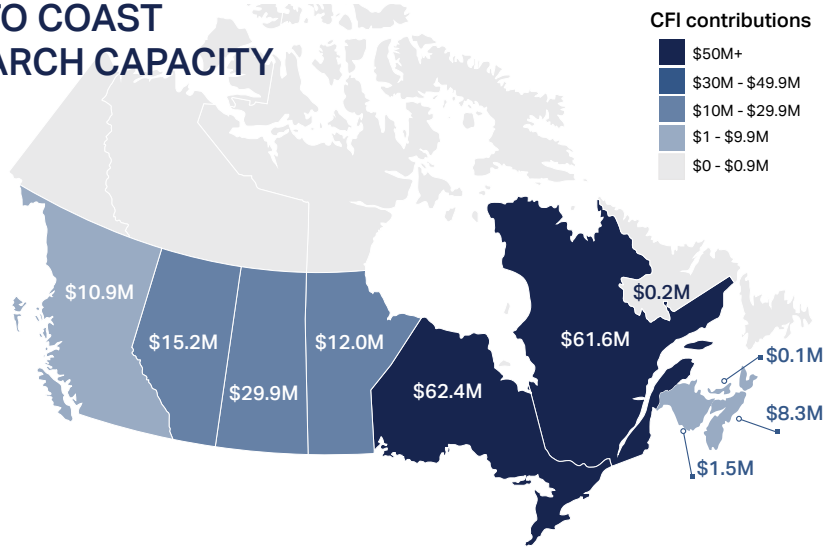 TO COAST
ARCH CAPACITY
CFI contributions
$50M+
$30M - $49.9M
$10M - $29.9M
$1 - $9.9M
$0 - $0.9M
$10.9M
$15.2M
$29.9M
$12.0M
$62.4M
$61.6M
$0.2M
$0.1M
$8.3M
$1.5M